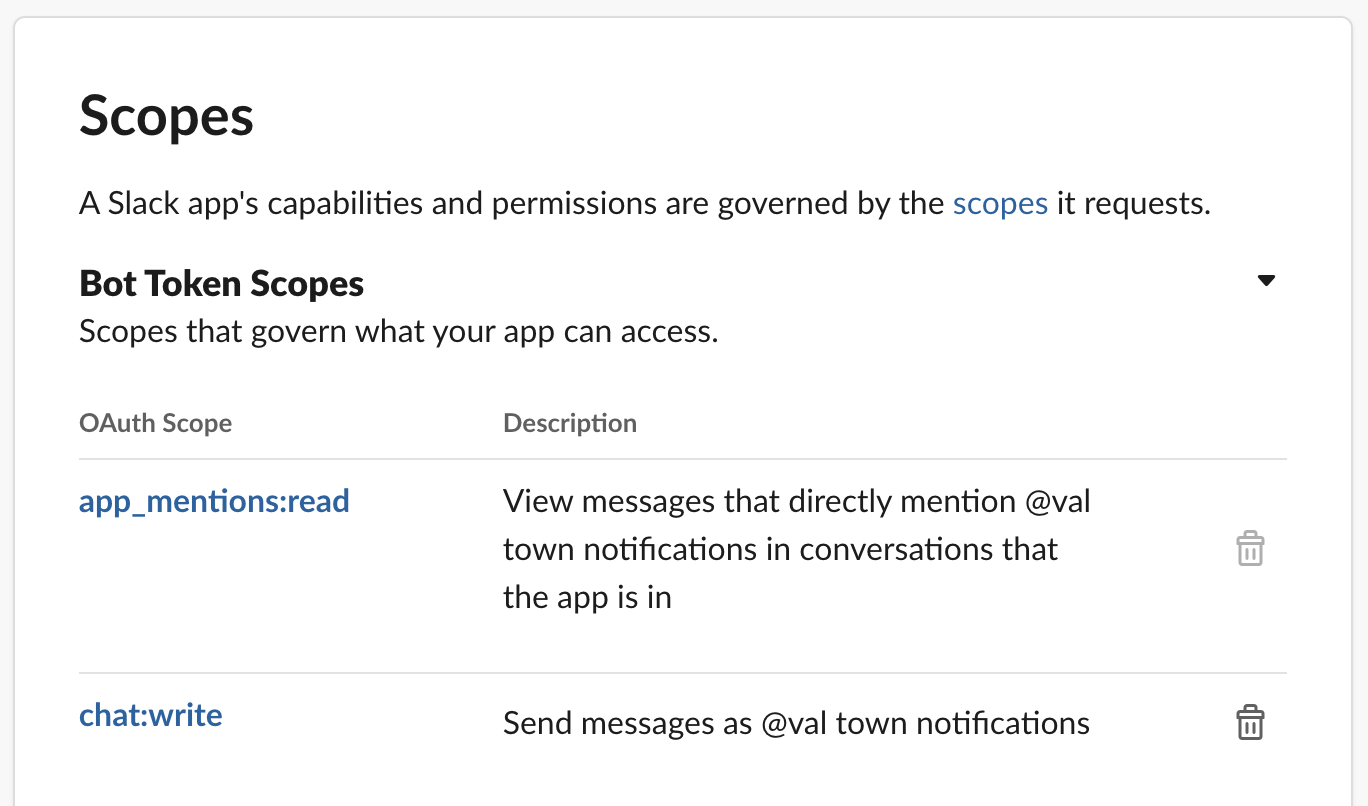 Scopes
A Slack app's capabilities and permissions are governed by the scopes it requests.
Bot Token Scopes
Scopes that govern what your app can access.
OAuth Scope Description
app_mentions:read View messages that directly mention @val
town notifications in conversations that
the app is in
chat:write Send messages as @val town notifications